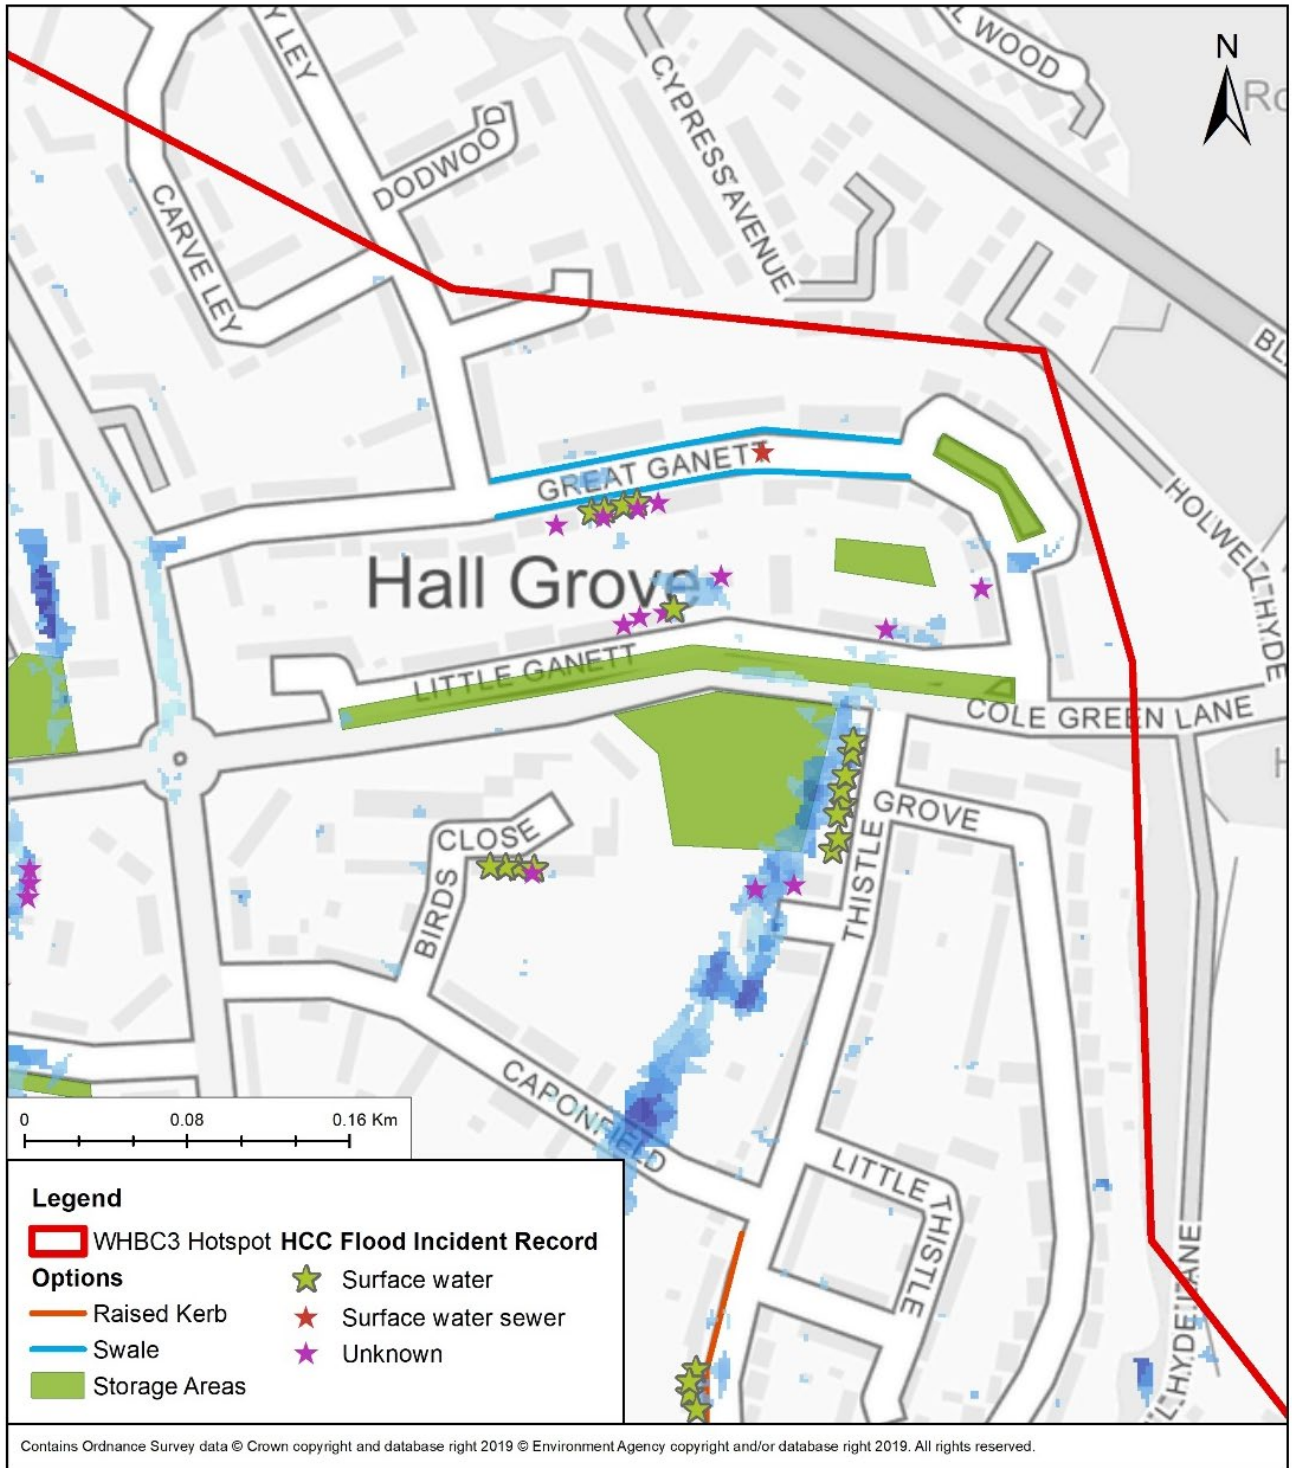 N
L WOOD
Ro
Y LEY
CYPRESS AVENUE
DODWOO
D
CARVE LEY
BL
GREAT GANETT
HOLWELL HYDE
Hall Grove
LITTLE GANETT
COLE GREEN LANE
H
GROVE
CLOSE
THISTLE
BIRDS
CAPONFIELD
0 0.08 0.16 Km
LITTLE THISTLE
L HYDE LANE
Legend
WHBC3 Hotspot HCC Flood Incident Record
Options Surface water
Raised Kerb Surface water sewer
Swale Unknown
Storage Areas
Contains Ordnance Survey data © Crown copyright and database right 2019 © Environment Agency copyright and/or database right 2019. All rights reserved.